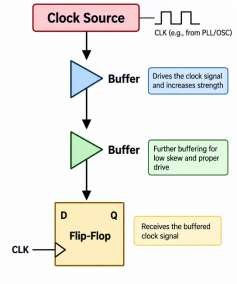 Clock Source
CLK (e.g., from PLL/OSC)
Buffer
Drives the clock signal
and increases strength
Buffer
Further buffering for
low skew and proper
drive
D Q
Flip-Flop
CLK
Receives the buffered
clock signal